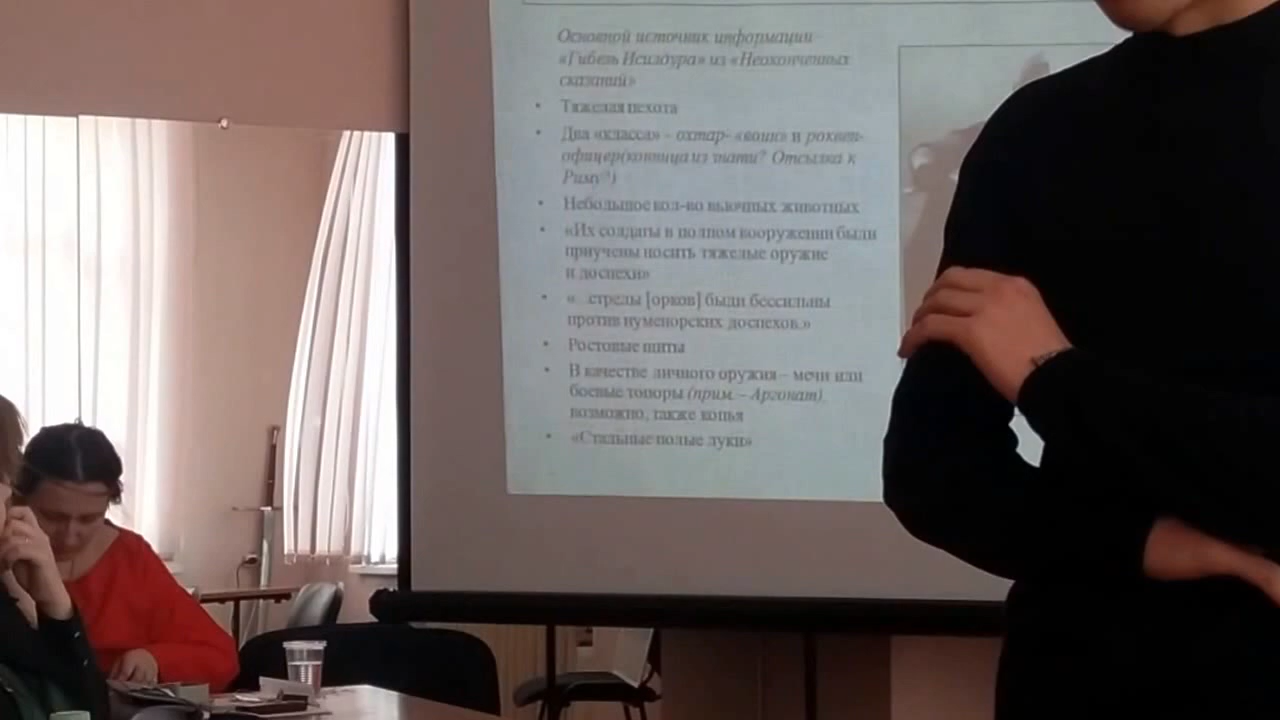 Основной источник информации
«Гибель Исилдура» из «Неоконченных
сказаний»
• Тяжелая пехота
• Два «класса» - охтар- «воин» и роквен-
офицер(конница из знати? Отсылка к
Риму?)
• Небольшое кол-во вьючных животных
• «Их солдаты в полном вооружении были
приучены носить тяжелые оружие
и доспехи»
• «...стрелы [орков] были бессильны
против нуменорских доспехов.»
• Ростовые щиты
• В качестве личного оружия – мечи или
боевые топоры (прим. – Аргонат),
возможно, также копья
• «Стальные полые луки»